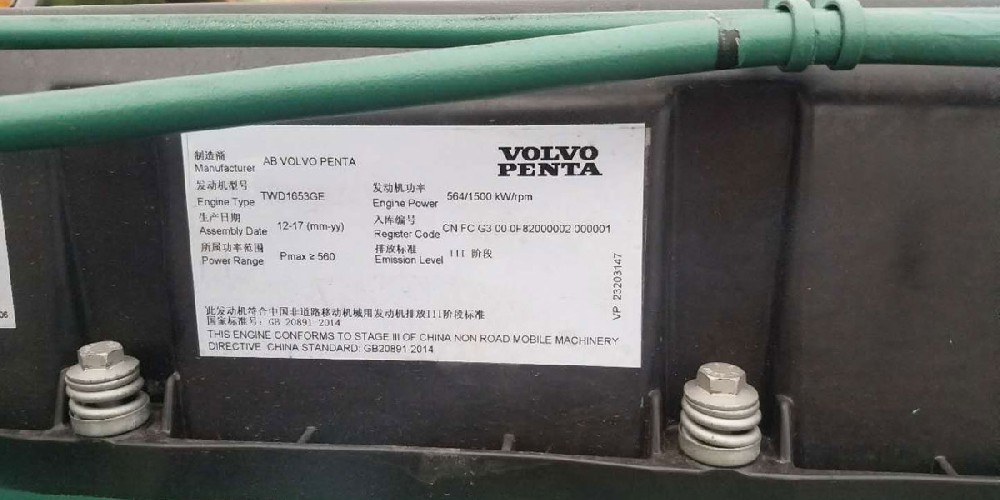 制造商
Manufacturer AB VOLVO PENTA
VOLVO
PENTA
发动机型号
Engine Type TWD1653GE
发动机功率
Engine Power 564/1500 kW/rpm
生产日期
Assembly Date 12-17 (mm-yy)
入库编号
Register Code CN FC G3 00 0F82000002 000001
所属功率范围
Power Range Pmax ≥ 560
排放标准
Emission Level III 阶段
VP 23203147
此发动机符合中国非道路移动机械用发动机排放III阶段标准
国家标准号: GB 20891-2014
THIS ENGINE CONFORMS TO STAGE III OF CHINA NON ROAD MOBILE MACHINERY
DIRECTIVE, CHINA STANDARD: GB20891-2014
06